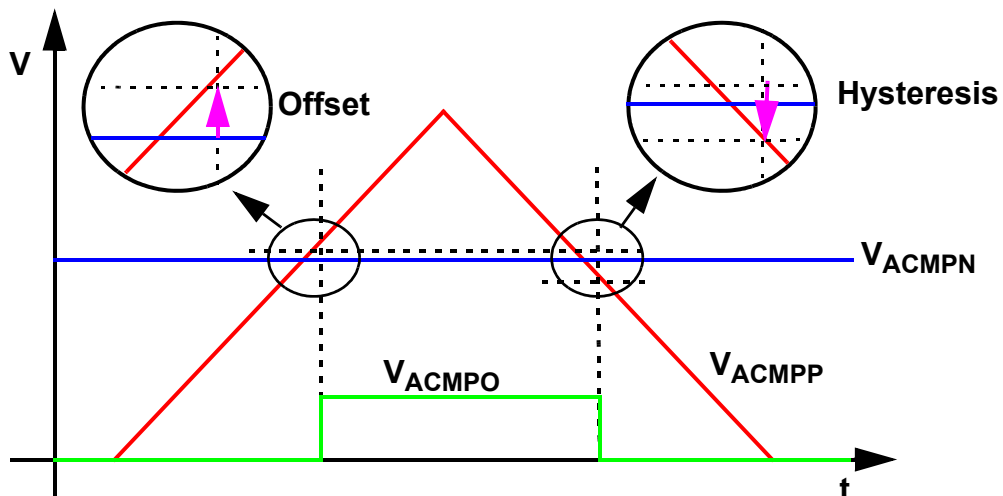 V
Offset
Hysteresis
VACMPN
VACMPO
VACMPP
t